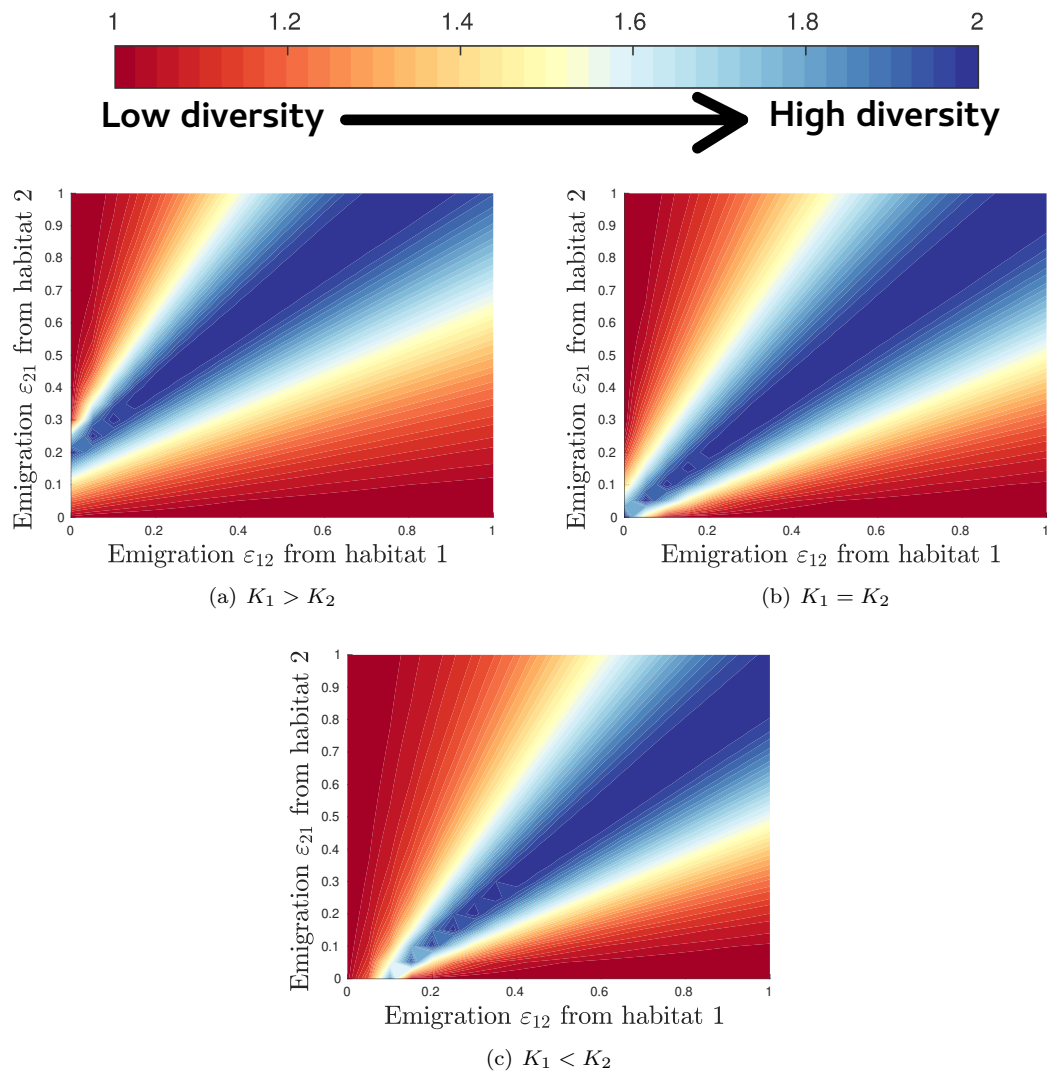 1 1.2 1.4 1.6 1.8 2
Low diversity High diversity
1
0.9
0.8
0.7
0.6
0.5
0.4
0.3
0.2
0.1
0
0 0.2 0.4 0.6 0.8 1
Emigration ε21 from habitat 2
Emigration ε12 from habitat 1
(a) K1 > K2
1
0.9
0.8
0.7
0.6
0.5
0.4
0.3
0.2
0.1
0
0 0.2 0.4 0.6 0.8 1
Emigration ε21 from habitat 2
Emigration ε12 from habitat 1
(b) K1 = K2
1
0.9
0.8
0.7
0.6
0.5
0.4
0.3
0.2
0.1
0
0 0.2 0.4 0.6 0.8 1
Emigration ε21 from habitat 2
Emigration ε12 from habitat 1
(c) K1 < K2